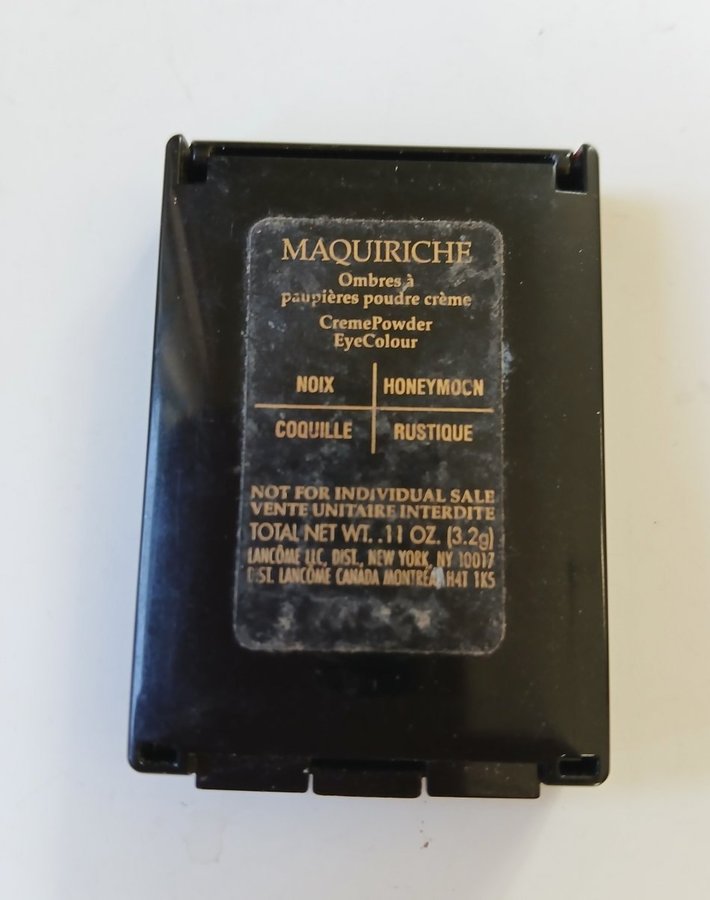 MAQUIRICHE
Ombres à
paupières poudre crème
CremePowder
EyeColour
NOIX HONEYMOON
COQUILLE RUSTIQUE
NOT FOR INDIVIDUAL SALE
VENTE UNITAIRE INTERDITE
TOTAL NET WT. .11 OZ. (3.2g)
LANCÔME LLC, DIST., NEW YORK, NY 10017
DIST. LANCÔME CANADA MONTRÉAL H4T 1K5